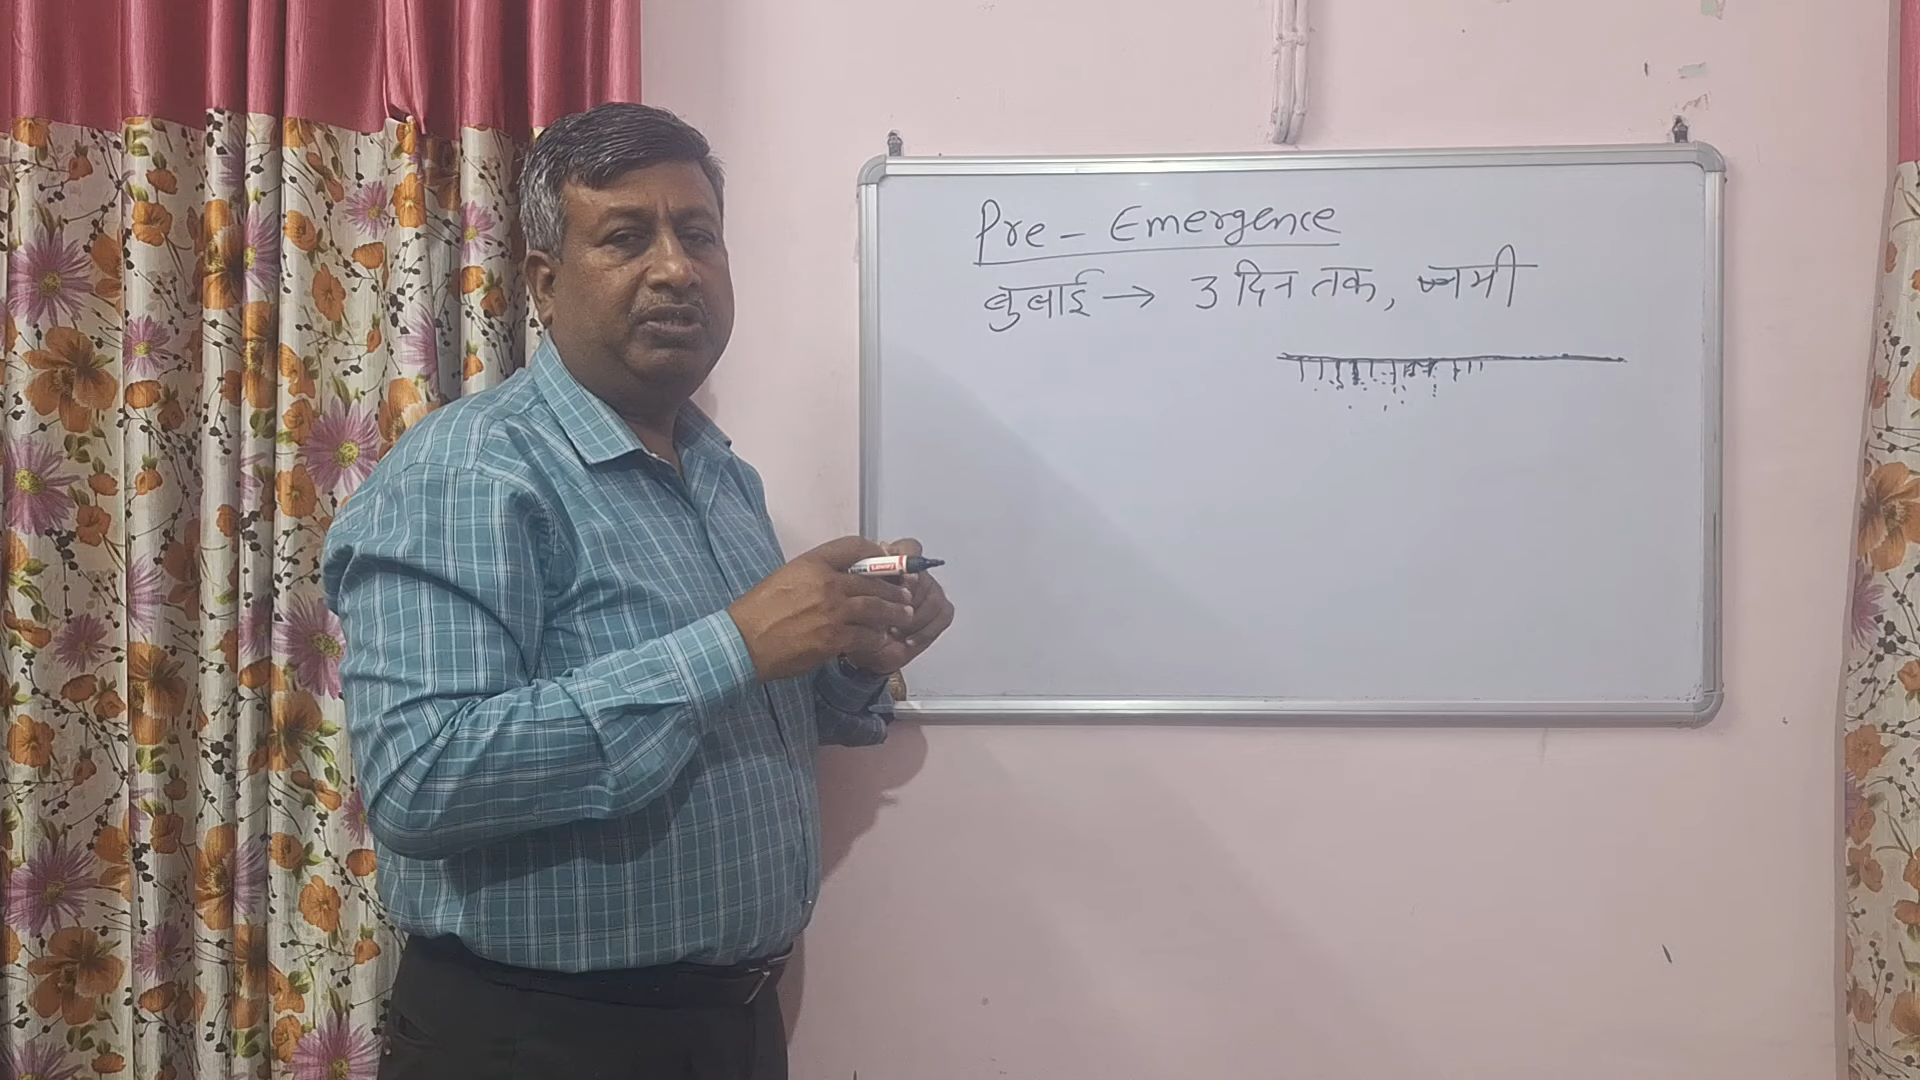 Pre - Emergence
बुबाई → 3 दिन तक, नमी